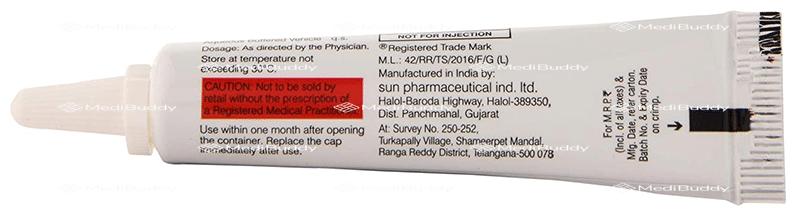 Aqueous Buffered Vehicle q.s.
Dosage: As directed by the Physician.
Store at temperature not
exceeding 30°C.
CAUTION: Not to be sold by
retail without the prescription of
a Registered Medical Practitioner.
Use within one month after opening
the container. Replace the cap
immediately after use.
NOT FOR INJECTION
®Registered Trade Mark
M.L.: 42/RR/TS/2016/F/G (L)
Manufactured in India by:
sun pharmaceutical ind. ltd.
Halol-Baroda Highway, Halol-389350,
Dist. Panchmahal, Gujarat
At: Survey No. 250-252,
Turkapally Village, Shameerpet Mandal,
Ranga Reddy District, Telangana-500 078
For M.R.P.₹
(Incl. of all taxes) &
Mfg. Date, refer carton.
Batch No. & Expiry Date
on crimp.
MediBuddy
MediBuddy
MediBuddy
MediBuddy
MediBuddy
MediBuddy